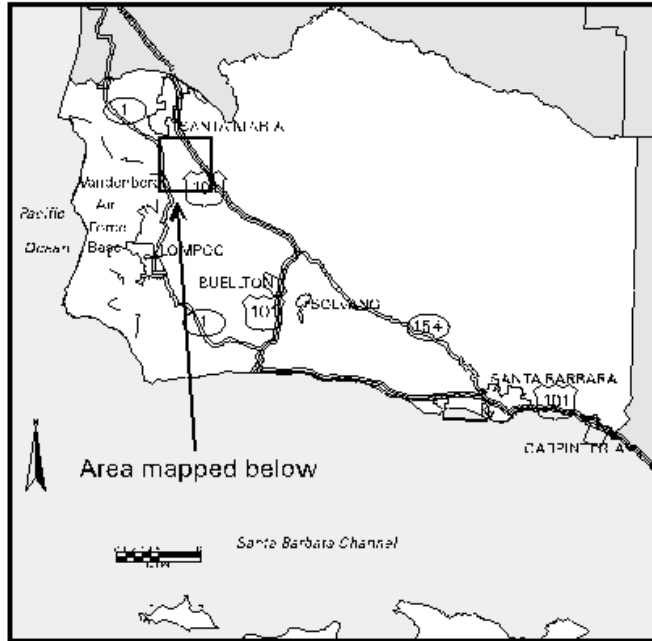 1
SANTA MARIA
Vandenberg
101
Air
Pacific
Force
Ocean
Base
LOMPOC
BUELLTON
SOLVANG
101
1
154
SANTA BARBARA
101
CARPINTERIA
Area mapped below
Santa Barbara Channel